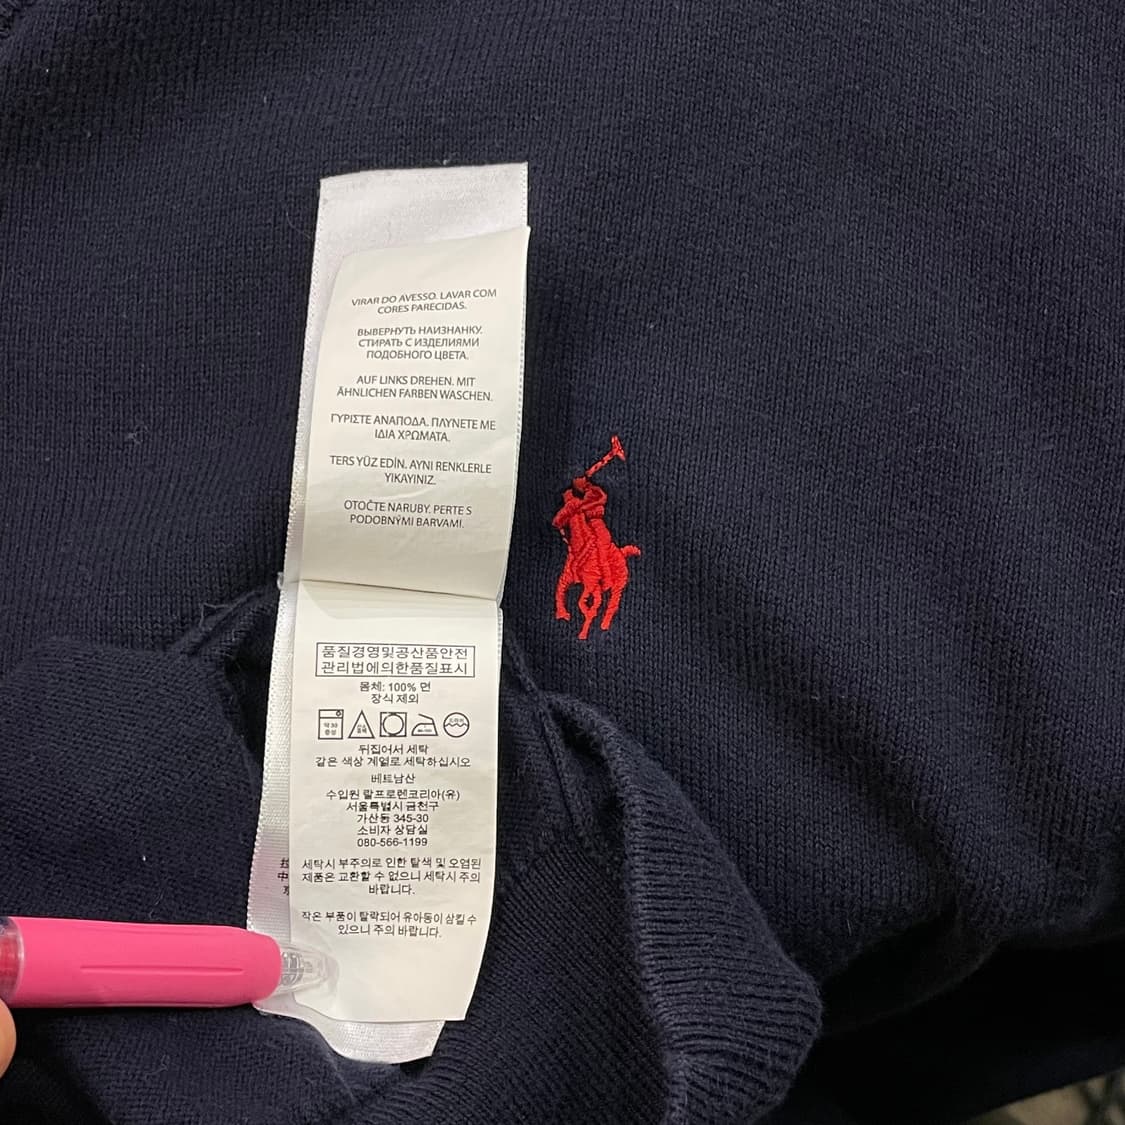 VIRAR DO AVESSO. LAVAR COM
CORES PARECIDAS.
ВЫВЕРНУТЬ НАИЗНАНКУ.
СТИРАТЬ С ИЗДЕЛИЯМИ
ПОДОБНОГО ЦВЕТА.
AUF LINKS DREHEN. MIT
ÄHNLICHEN FARBEN WASCHEN.
ΓΥΡΙΣΤΕ ΑΝΑΠΟΔΑ. ΠΛΥΝΕΤΕ ΜΕ
ΙΔΙΑ ΧΡΩΜΑΤΑ.
TERS YÜZ EDİN. AYNI RENKLERLE
YIKAYINIZ.
OTOČTE NARUBY. PERTE S
PODOBNÝMI BARVAMI.
품질경영및공산품안전
관리법에의한품질표시
몸체: 100% 면
장식 제외
약 30
중성
뒤집어서 세탁
같은 색상 계열로 세탁하십시오
베트남산
수입원 랄프로렌코리아(유)
서울특별시 금천구
가산동 345-30
소비자 상담실
080-566-1199
세탁시 부주의로 인한 탈색 및 오염된
제품은 교환할 수 없으니 세탁시 주의
바랍니다.
작은 부품이 탈락되어 유아동이 삼킬 수
있으니 주의 바랍니다.